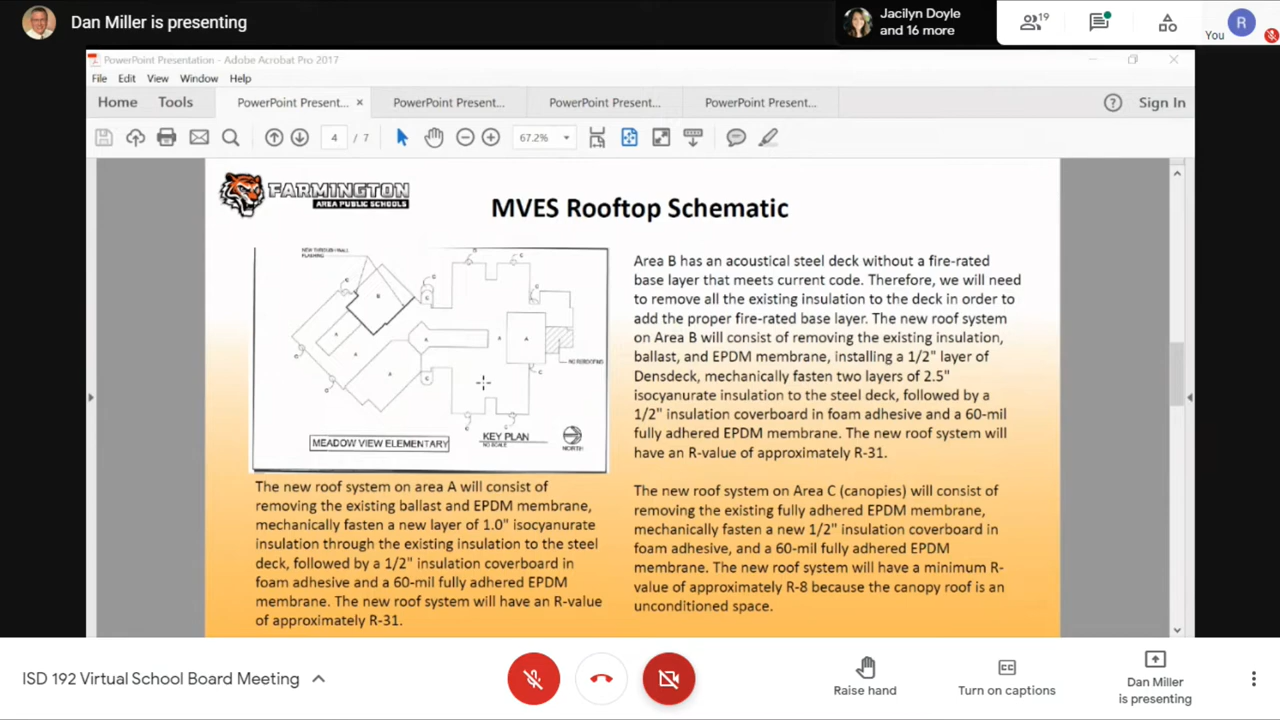 Dan Miller is presenting
Jacilyn Doyle
and 16 more
19
You
R
PowerPoint Presentation - Adobe Acrobat Pro 2017
File Edit View Window Help
Home Tools PowerPoint Present... × PowerPoint Present... PowerPoint Present... PowerPoint Present... ? Sign In
4 / 7 67.2%
FARMINGTON
AREA PUBLIC SCHOOLS
MVES Rooftop Schematic
NO REROOFING
MEADOW VIEW ELEMENTARY
KEY PLAN
NO SCALE
NORTH
The new roof system on area A will consist of
removing the existing ballast and EPDM membrane,
mechanically fasten a new layer of 1.0" isocyanurate
insulation through the existing insulation to the steel
deck, followed by a 1/2" insulation coverboard in
foam adhesive and a 60-mil fully adhered EPDM
membrane. The new roof system will have an R-value
of approximately R-31.
Area B has an acoustical steel deck without a fire-rated
base layer that meets current code. Therefore, we will need
to remove all the existing insulation to the deck in order to
add the proper fire-rated base layer. The new roof system
on Area B will consist of removing the existing insulation,
ballast, and EPDM membrane, installing a 1/2" layer of
Densdeck, mechanically fasten two layers of 2.5"
isocyanurate insulation to the steel deck, followed by a
1/2" insulation coverboard in foam adhesive and a 60-mil
fully adhered EPDM membrane. The new roof system will
have an R-value of approximately R-31.
The new roof system on Area C (canopies) will consist of
removing the existing fully adhered EPDM membrane,
mechanically fasten a new 1/2" insulation coverboard in
foam adhesive, and a 60-mil fully adhered EPDM
membrane. The new roof system will have a minimum R-
value of approximately R-8 because the canopy roof is an
unconditioned space.
ISD 192 Virtual School Board Meeting
Raise hand
CC
Turn on captions
Dan Miller
is presenting